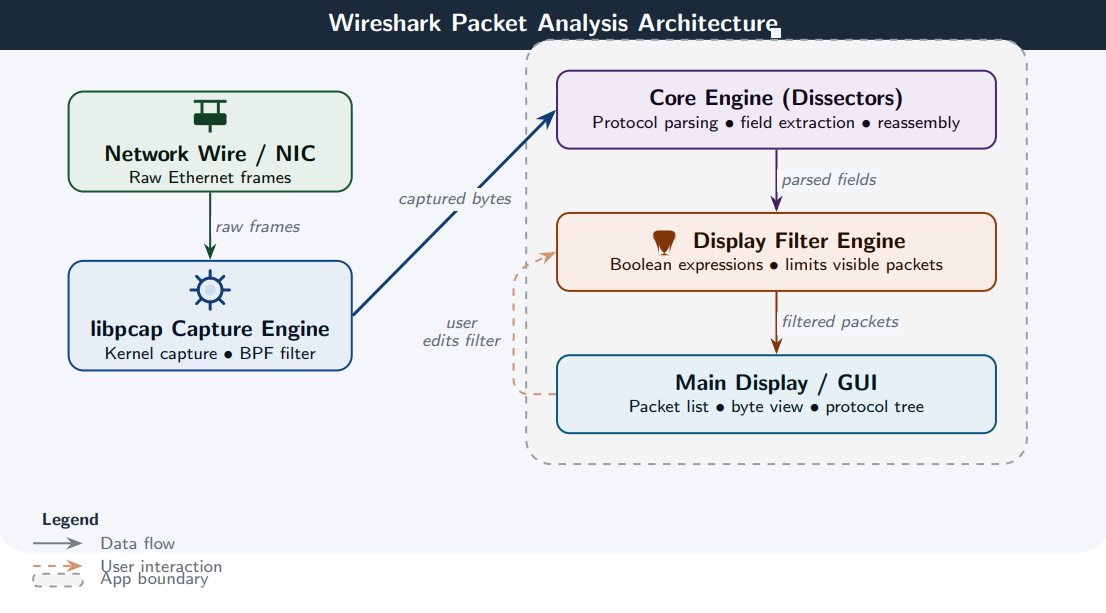 Wireshark Packet Analysis Architecture
Network Wire / NIC
Raw Ethernet frames
raw frames
libpcap Capture Engine
Kernel capture ● BPF filter
captured bytes
Core Engine (Dissectors)
Protocol parsing ● field extraction ● reassembly
parsed fields
Display Filter Engine
Boolean expressions ● limits visible packets
filtered packets
user
edits filter
Main Display / GUI
Packet list ● byte view ● protocol tree
Legend
Data flow
User interaction
App boundary